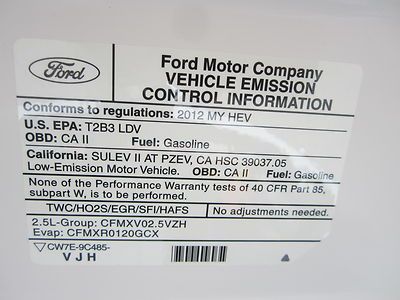 Ford
Ford Motor Company
VEHICLE EMISSION
CONTROL INFORMATION
Conforms to regulations: 2012 MY HEV
U.S. EPA: T2B3 LDV
OBD: CA II Fuel: Gasoline
California: SULEV II AT PZEV, CA HSC 39037.05
Low-Emission Motor Vehicle. OBD: CA II Fuel: Gasoline
None of the Performance Warranty tests of 40 CFR Part 85,
subpart W, is to be performed.
TWC/HO2S/EGR/SFI/HAFS No adjustments needed.
2.5L-Group: CFMXV02.5VZH
Evap: CFMXR0120GCX
CW7E-9C485-
V J H